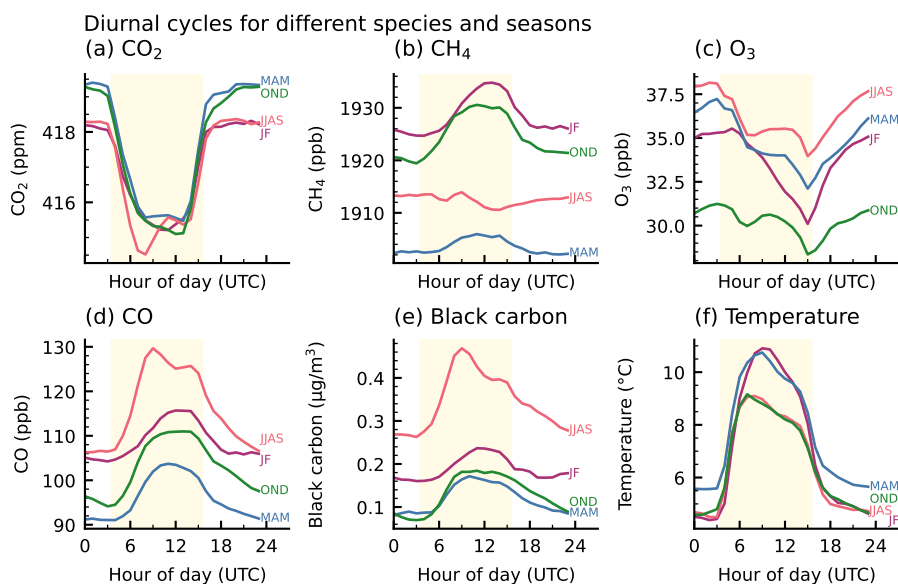 Diurnal cycles for different species and seasons
(a) CO₂
(b) CH₄
(c) O₃
CO₂ (ppm)
418
416
MAM
OND
JJAS
JF
Hour of day (UTC)
CH₄ (ppb)
1930
1920
1910
JF
OND
JJAS
MAM
Hour of day (UTC)
O₃ (ppb)
37.5
35.0
32.5
30.0
JJAS
MAM
JF
OND
Hour of day (UTC)
(d) CO
(e) Black carbon
(f) Temperature
CO (ppb)
130
120
110
100
90
JJAS
JF
OND
MAM
0 6 12 18 24
Hour of day (UTC)
Black carbon (μg/m³)
0.4
0.3
0.2
0.1
JJAS
JF
OND
MAM
0 6 12 18 24
Hour of day (UTC)
Temperature (°C)
10
8
6
MAM
OND
JJAS
JF
0 6 12 18 24
Hour of day (UTC)